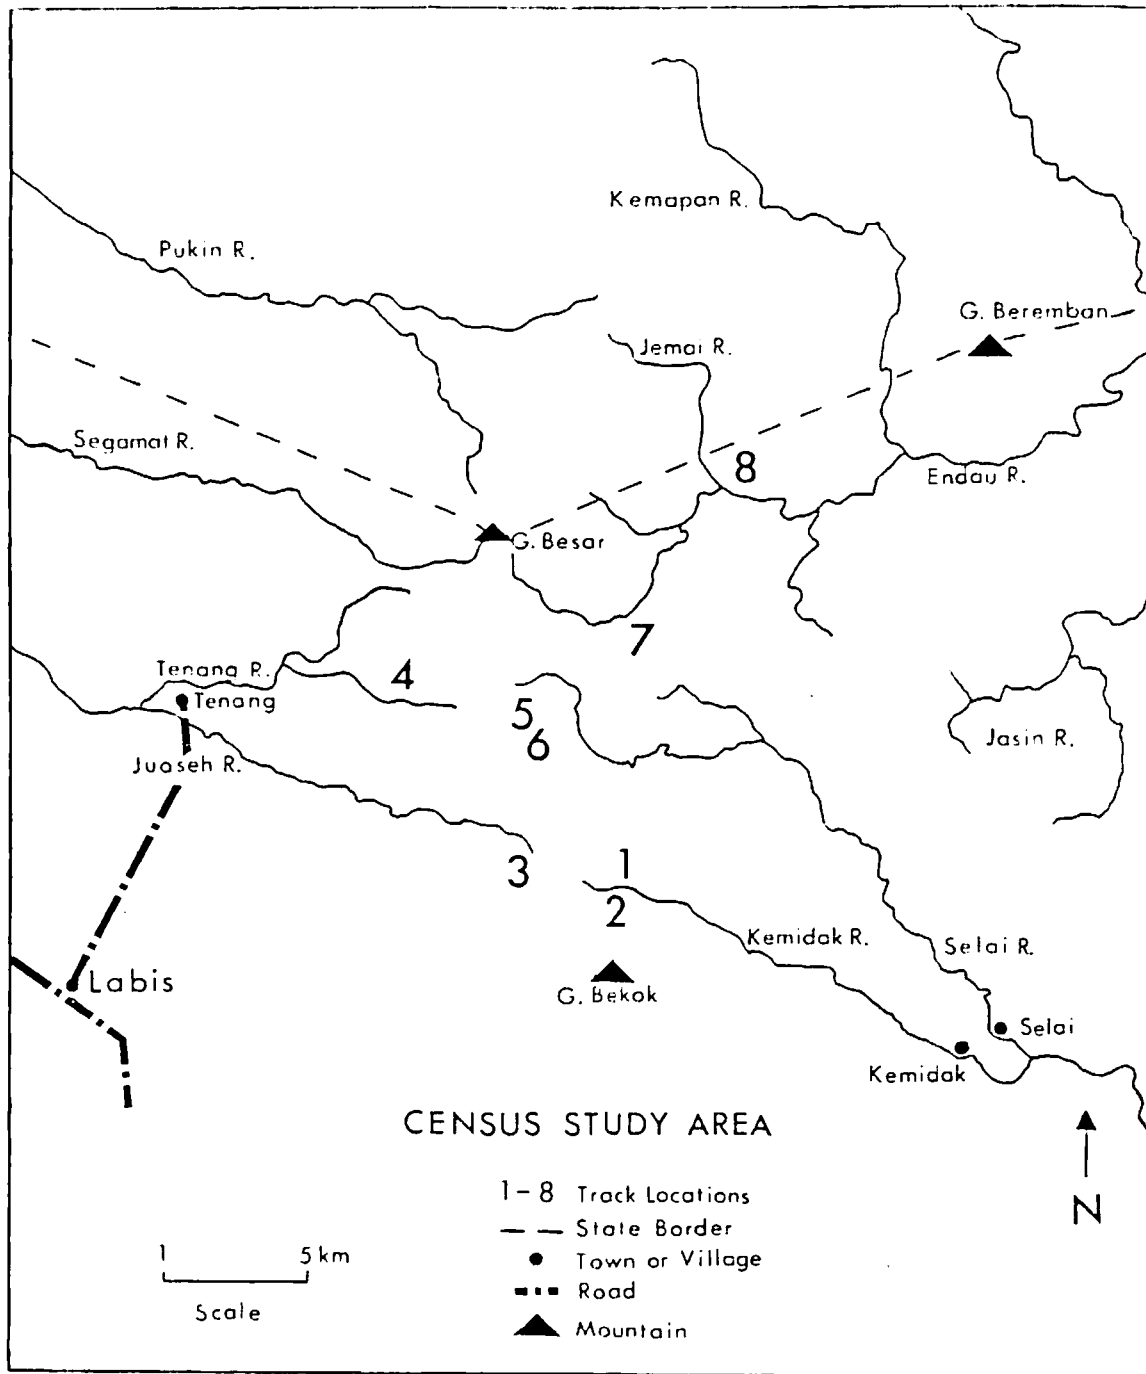 Kemapan R.
Pukin R.
G. Beremban
Jemai R.
Segamat R.
8
Endau R.
G. Besar
7
Tenang R.
4
Tenang
5
6
Jasin R.
Juaseh R.
3
1
2
Kemidak R.
Selai R.
Labis
G. Bekok
Selai
Kemidak
CENSUS STUDY AREA
1-8 Track Locations
State Border
Town or Village
Road
Mountain
1 5 km
Scale
N